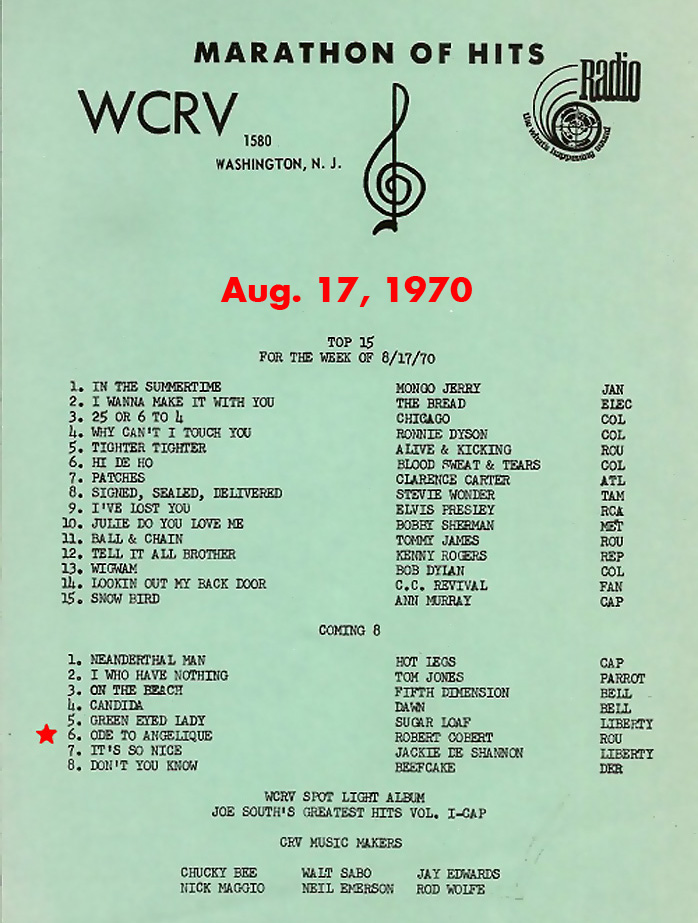 MARATHON OF HITS
Radio
the what's happening sound
WCRV
1580
WASHINGTON, N. J.
Aug. 17, 1970
TOP 15
FOR THE WEEK OF 8/17/70
1. IN THE SUMMERTIME MONGO JERRY JAN
2. I WANNA MAKE IT WITH YOU THE BREAD ELEC
3. 25 OR 6 TO 4 CHICAGO COL
4. WHY CAN'T I TOUCH YOU RONNIE DYSON COL
5. TIGHTER TIGHTER ALIVE & KICKING ROU
6. HI DE HO BLOOD SWEAT & TEARS COL
7. PATCHES CLARENCE CARTER ATL
8. SIGNED, SEALED, DELIVERED STEVIE WONDER TAM
9. I'VE LOST YOU ELVIS PRESLEY RCA
10. JULIE DO YOU LOVE ME BOBBY SHERMAN MET
11. BALL & CHAIN TOMMY JAMES ROU
12. TELL IT ALL BROTHER KENNY ROGERS REP
13. WIGWAM BOB DYLAN COL
14. LOOKIN OUT MY BACK DOOR C.C. REVIVAL FAN
15. SNOW BIRD ANN MURRAY CAP
COMING 8
1. NEANDERTHAL MAN HOT LEGS CAP
2. I WHO HAVE NOTHING TOM JONES PARROT
3. ON THE BEACH FIFTH DIMENSION BELL
4. CANDIDA DAWN BELL
5. GREEN EYED LADY SUGAR LOAF LIBERTY
6. ODE TO ANGELIQUE ROBERT COBERT ROU
7. IT'S SO NICE JACKIE DE SHANNON LIBERTY
8. DON'T YOU KNOW BEEFCAKE DER
WCRV SPOT LIGHT ALBUM
JOE SOUTH'S GREATEST HITS VOL. I-CAP
CRV MUSIC MAKERS
CHUCKY BEE WALT SABO JAY EDWARDS
NICK MAGGIO NEIL EMERSON ROD WOLFE